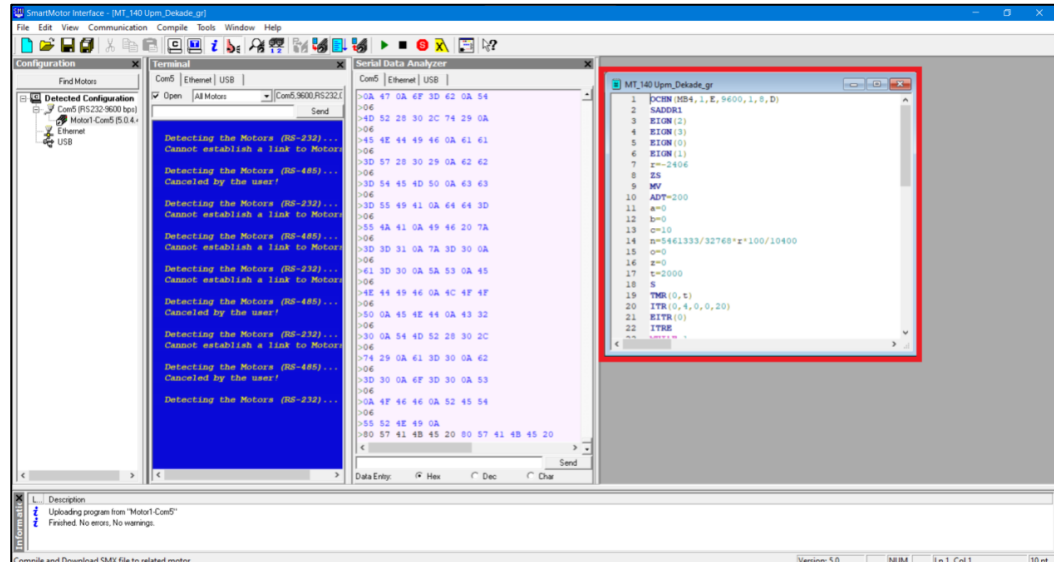 SmartMotor Interface - [MT_140 Upm_Dekade_gr]
File Edit View Communication Compile Tools Window Help
Configuration
Find Motors
Detected Configuration
Com5 (RS232-9600 bps)
Motor1-Com5 (5.0.4.
Ethernet
USB
Terminal
Com5 Ethernet USB
Open All Motors Com5,9600,RS232,
Send
Detecting the Motors (RS-232)...
Cannot establish a link to Motors
Detecting the Motors (RS-485)...
Canceled by the user!
Detecting the Motors (RS-232)...
Cannot establish a link to Motors
Detecting the Motors (RS-485)...
Cannot establish a link to Motors
Detecting the Motors (RS-232)...
Cannot establish a link to Motors
Detecting the Motors (RS-485)...
Canceled by the user!
Detecting the Motors (RS-232)...
Cannot establish a link to Motors
Detecting the Motors (RS-485)...
Canceled by the user!
Detecting the Motors (RS-232)...
Serial Data Analyzer
Com5 Ethernet USB
>0A 47 0A 6F 3D 62 0A 54
>06
>4D 52 28 30 2C 74 29 0A
>06
>45 4E 44 49 46 0A 61 61
>06
>3D 57 28 30 29 0A 62 62
>06
>3D 54 45 4D 50 0A 63 63
>06
>3D 55 49 41 0A 64 64 3D
>06
>55 4A 41 0A 49 46 20 7A
>06
>3D 3D 31 0A 7A 3D 30 0A
>06
>61 3D 30 0A 5A 53 0A 45
>06
>4E 44 49 46 0A 4C 4F 4F
>06
>50 0A 45 4E 44 0A 43 32
>06
>30 0A 54 4D 52 28 30 2C
>06
>74 29 0A 61 3D 30 0A 62
>06
>3D 30 0A 6F 3D 30 0A 53
>06
>0A 4F 46 46 0A 52 45 54
>06
>55 52 4E 49 0A
>80 57 41 4B 45 20 80 57 41 4B 45 20
Send
Data Entry: Hex Dec Char
MT_140 Upm_Dekade_gr
1 OCHN(MB4,1,E,9600,1,8,D)
2 SADDR1
3 EIGN(2)
4 EIGN(3)
5 EIGN(0)
6 EIGN(1)
7 r=-2406
8 ZS
9 MV
10 ADT=200
11 a=0
12 b=0
13 c=10
14 n=5461333/32768*r*100/10400
15 o=0
16 z=0
17 t=2000
18 S
19 TMR(0,t)
20 ITR(0,4,0,0,20)
21 EITR(0)
22 ITRE
Informatio
L... Description
Uploading program from "Motor1-Com5"
Finished. No errors, No warnings.
Compile and Download SMX file to related motor
Version: 5.0 NUM Ln 1, Col 1 10 pt